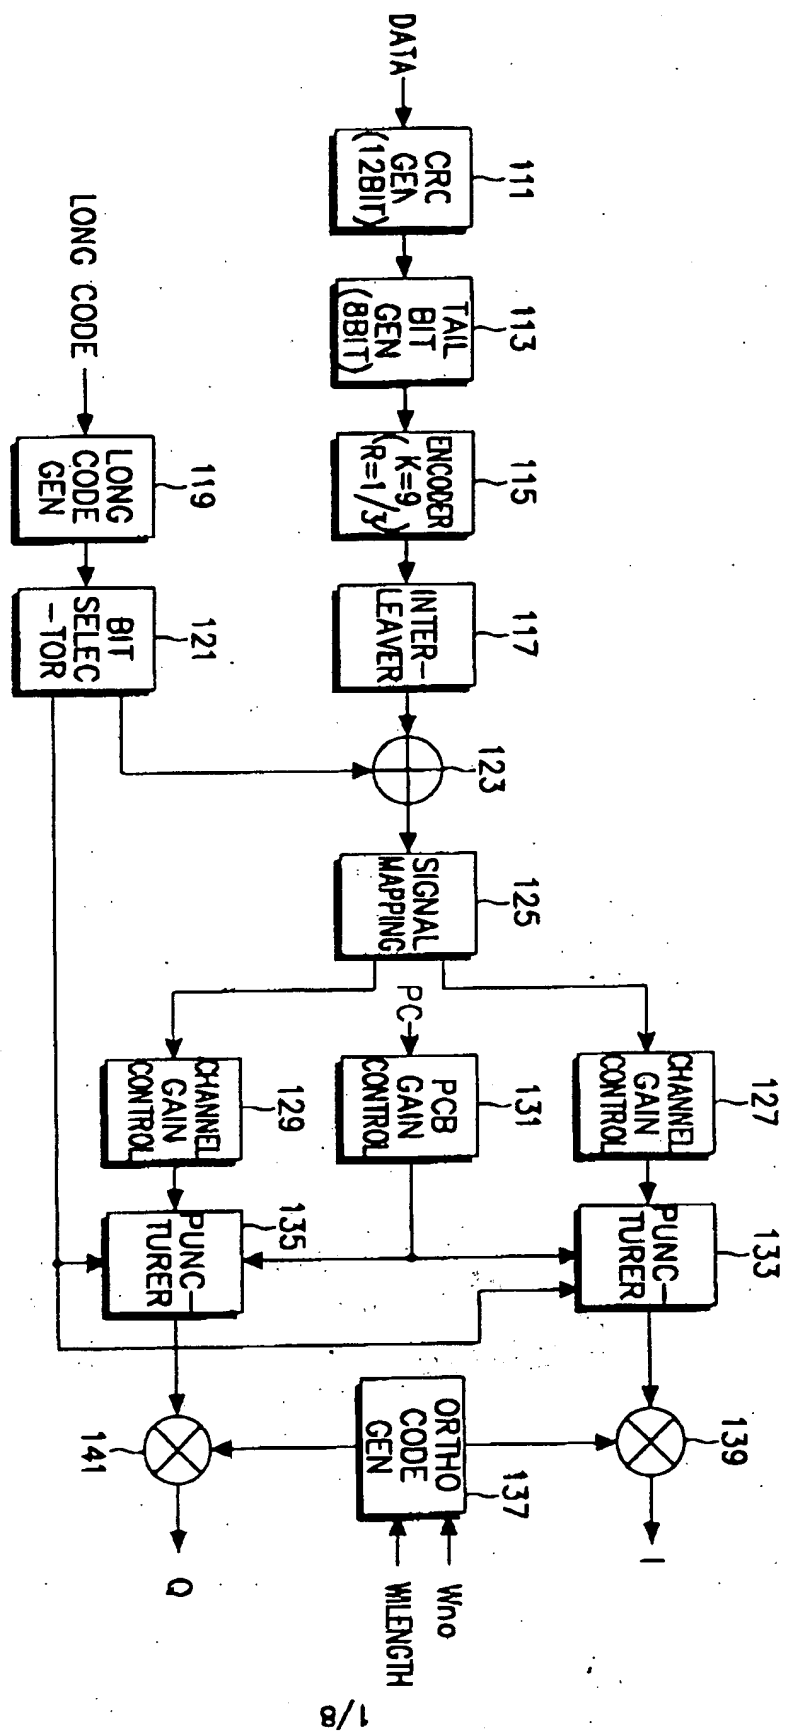 DATA
111
CRC
GEN
(12BIT)
113
TAIL
BIT
GEN
(8BIT)
115
ENCODER
(K=9
R=1/3)
117
INTER-
LEAVER
123
125
SIGNAL
MAPPING
127
CHANNEL
GAIN
CONTROL
PC
131
PCB
GAIN
CONTROL
129
CHANNEL
GAIN
CONTROL
133
PUNC-
TURER
135
PUNC-
TURER
139
I
137
ORTHO
CODE
GEN
Wno
WLENGTH
141
Q
LONG CODE
119
LONG
CODE
GEN
121
BIT
SELEC
-TOR
1/8